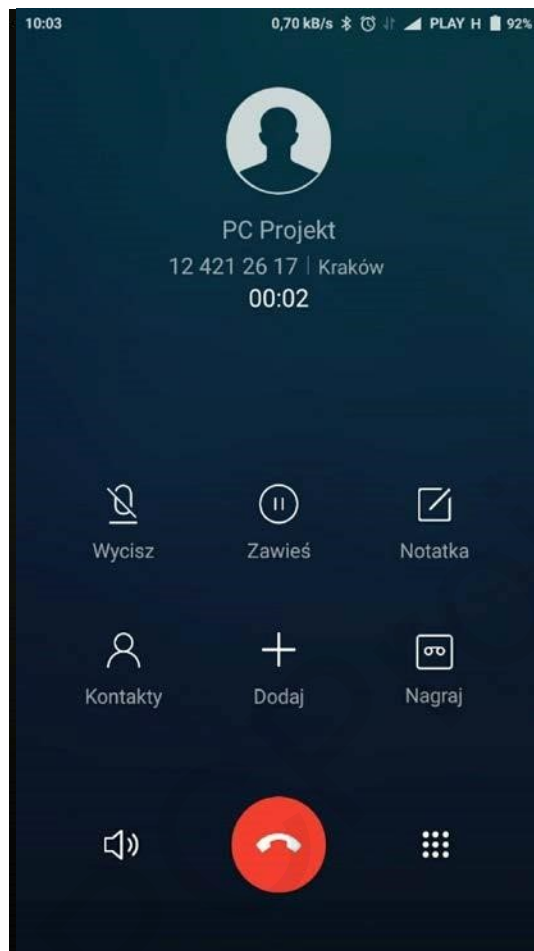 10:03 0,70 kB/s PLAY H 92%
PC Projekt
12 421 26 17 | Kraków
00:02
Wycisz Zawieś Notatka
Kontakty Dodaj Nagraj